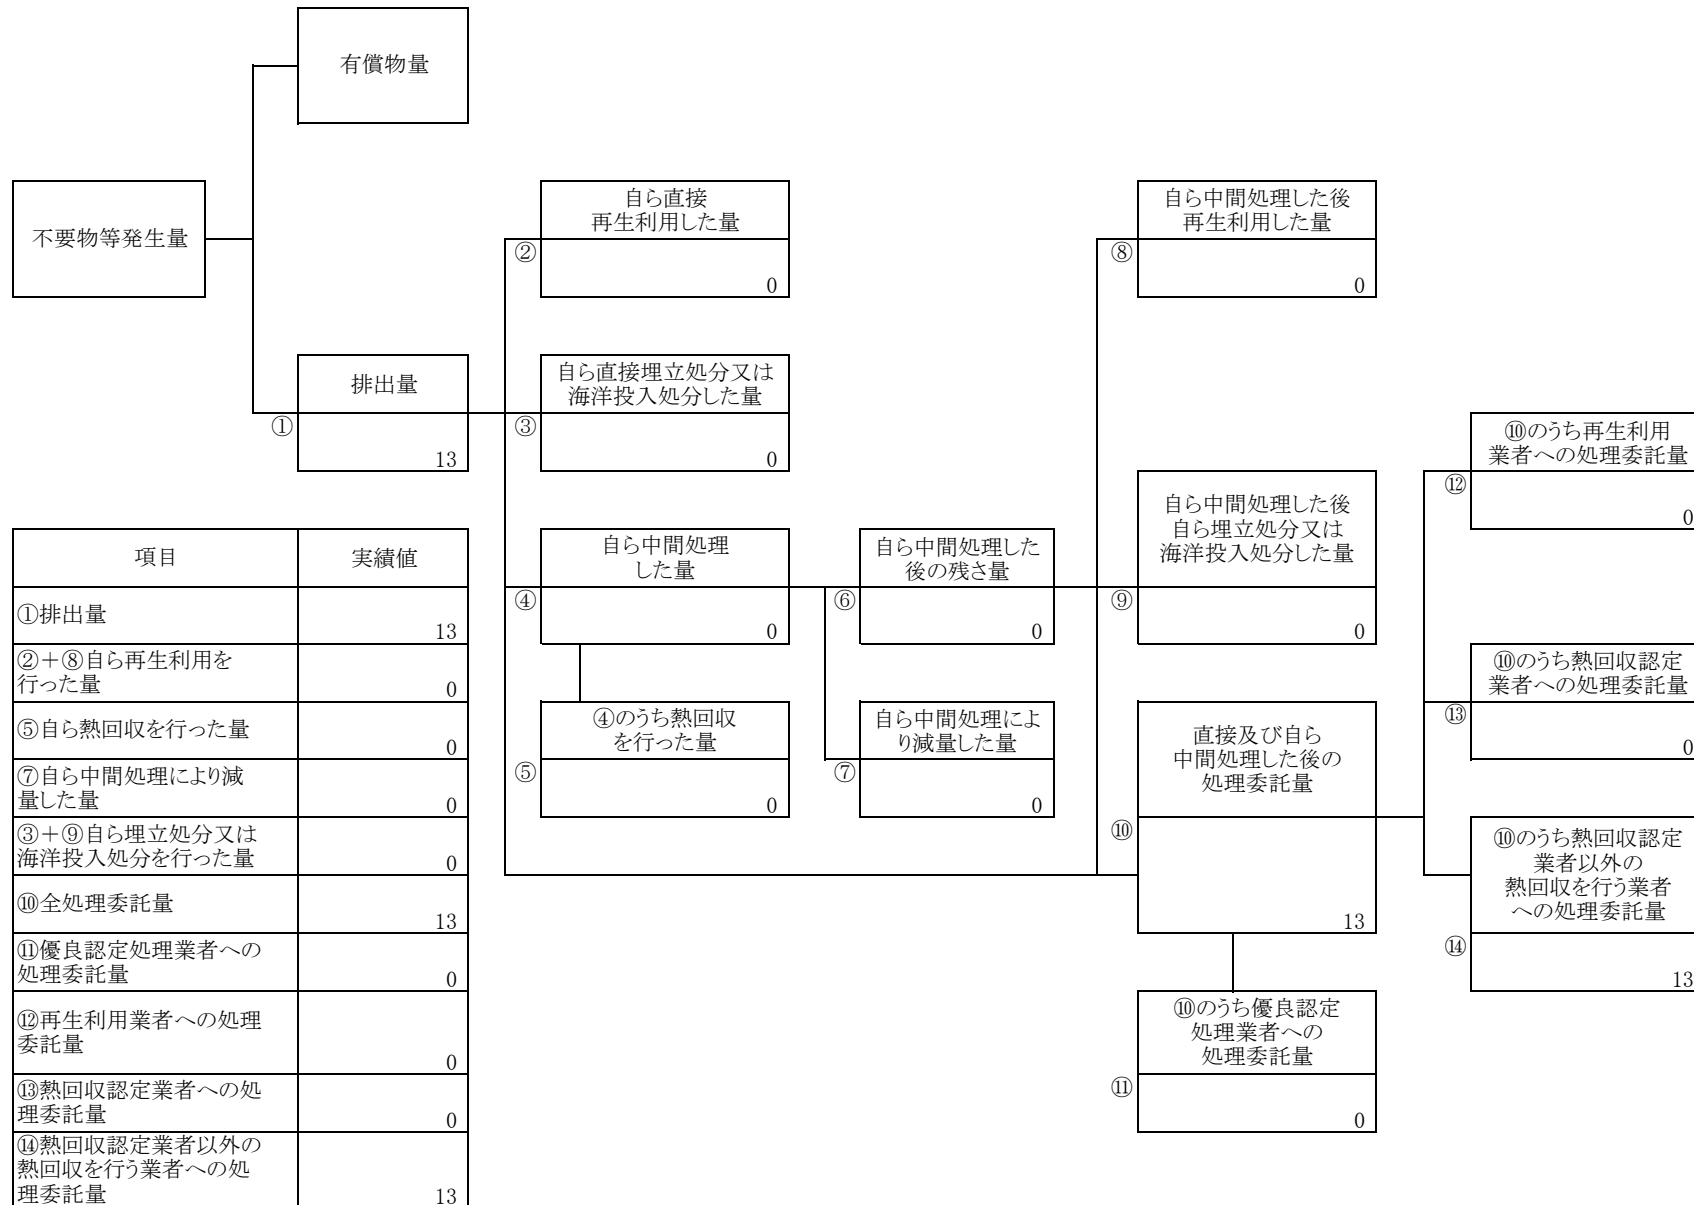 有償物量
不要物等発生量
自ら直接
再生利用した量
②
0
自ら中間処理した後
再生利用した量
⑧
0
排出量
①
13
自ら直接埋立処分又は
海洋投入処分した量
③
0
⑩のうち再生利用
業者への処理委託量
⑫
0
自ら中間処理
した量
④
0
自ら中間処理した
後の残さ量
⑥
0
自ら中間処理した後
自ら埋立処分又は
海洋投入処分した量
⑨
0
⑩のうち熱回収認定
業者への処理委託量
⑬
0
④のうち熱回収
を行った量
⑤
0
自ら中間処理によ
り減量した量
⑦
0
直接及び自ら
中間処理した後の
処理委託量
⑩
13
⑩のうち熱回収認定
業者以外の
熱回収を行う業者
への処理委託量
⑭
13
⑩のうち優良認定
処理業者への
処理委託量
⑪
0
項目 実績値
①排出量
13
②+⑧自ら再生利用を
行った量
0
⑤自ら熱回収を行った量
0
⑦自ら中間処理により減
量した量
0
③+⑨自ら埋立処分又は
海洋投入処分を行った量
0
⑩全処理委託量
13
⑪優良認定処理業者への
処理委託量
0
⑫再生利用業者への処理
委託量
0
⑬熱回収認定業者への処
理委託量
0
⑭熱回収認定業者以外の
熱回収を行う業者への処
理委託量
13